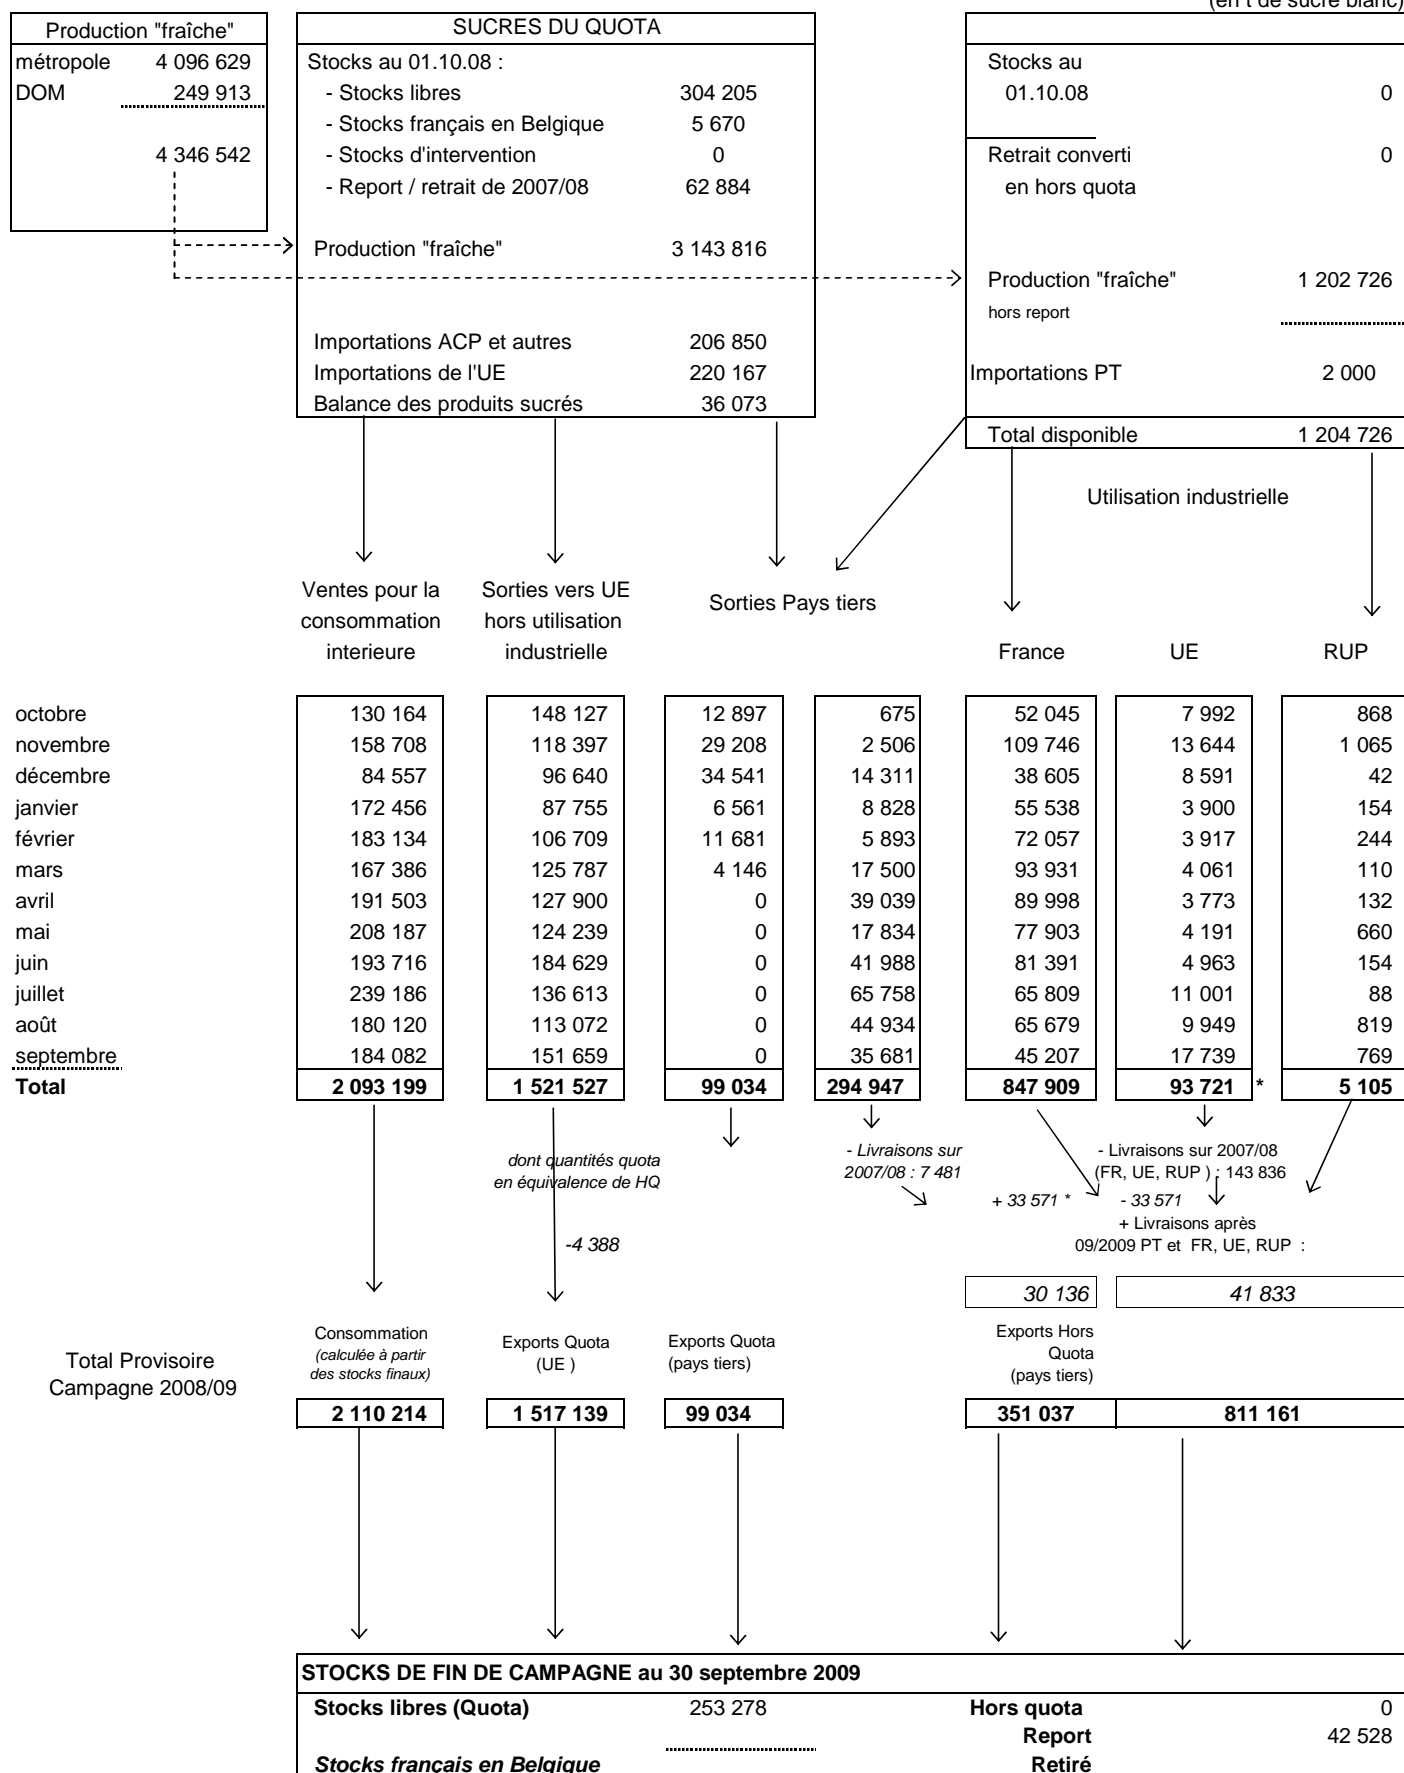 (en t de sucre blanc)
Production "fraîche"
métropole 4 096 629
DOM 249 913
4 346 542
SUCRES DU QUOTA
Stocks au 01.10.08 :
- Stocks libres 304 205
- Stocks français en Belgique 5 670
- Stocks d'intervention 0
- Report / retrait de 2007/08 62 884
Production "fraîche" 3 143 816
Importations ACP et autres 206 850
Importations de l'UE 220 167
Balance des produits sucrés 36 073
Stocks au
01.10.08 0
Retrait converti 0
en hors quota
Production "fraîche" 1 202 726
hors report
Importations PT 2 000
Total disponible 1 204 726
Utilisation industrielle
Ventes pour la
consommation
interieure
Sorties vers UE
hors utilisation
industrielle
Sorties Pays tiers
France UE RUP
octobre 130 164 148 127 12 897 675 52 045 7 992 868
novembre 158 708 118 397 29 208 2 506 109 746 13 644 1 065
décembre 84 557 96 640 34 541 14 311 38 605 8 591 42
janvier 172 456 87 755 6 561 8 828 55 538 3 900 154
février 183 134 106 709 11 681 5 893 72 057 3 917 244
mars 167 386 125 787 4 146 17 500 93 931 4 061 110
avril 191 503 127 900 0 39 039 89 998 3 773 132
mai 208 187 124 239 0 17 834 77 903 4 191 660
juin 193 716 184 629 0 41 988 81 391 4 963 154
juillet 239 186 136 613 0 65 758 65 809 11 001 88
août 180 120 113 072 0 44 934 65 679 9 949 819
septembre 184 082 151 659 0 35 681 45 207 17 739 769
Total 2 093 199 1 521 527 99 034 294 947 847 909 93 721 * 5 105
dont quantités quota
en équivalence de HQ
-4 388
- Livraisons sur
2007/08 : 7 481
- Livraisons sur 2007/08
(FR, UE, RUP ) : 143 836
+ 33 571 * - 33 571
+ Livraisons après
09/2009 PT et FR, UE, RUP :
30 136 41 833
Total Provisoire
Campagne 2008/09
Consommation
(calculée à partir
des stocks finaux)
Exports Quota
(UE )
Exports Quota
(pays tiers)
Exports Hors
Quota
(pays tiers)
2 110 214 1 517 139 99 034 351 037 811 161
STOCKS DE FIN DE CAMPAGNE au 30 septembre 2009
Stocks libres (Quota) 253 278 Hors quota 0
Report 42 528
Stocks français en Belgique Retiré